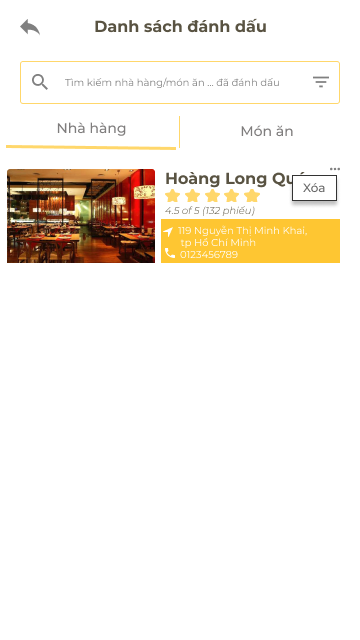 Danh sách đánh dấu
Tìm kiếm nhà hàng/món ăn ... đã đánh dấu
Nhà hàng
Món ăn
Hoàng Long
Xóa
4.5 of 5 (132 phiếu)
119 Nguyễn Thị Minh Khai,
tp Hồ Chí Minh
0123456789